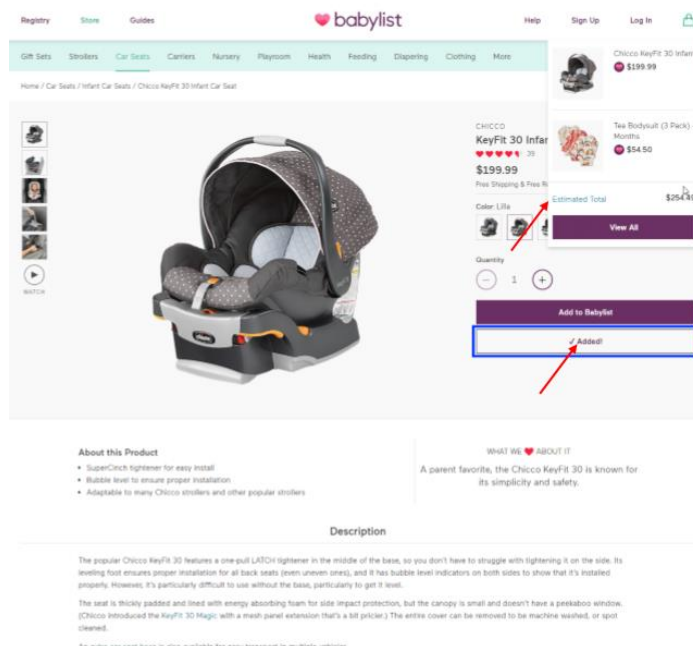 Registry Store Guides babylist Help Sign Up Log In
Gift Sets Strollers Car Seats Carriers Nursery Playroom Health Feeding Diapering Clothing More
Home / Car Seats / Infant Car Seats / Chicco KeyFit 30 Infant Car Seat
Chicco KeyFit 30 Infant
$199.99
Tea Bodysuit (3 Pack)
Months
$54.50
Estimated Total
View All
CHICCO
KeyFit 30 Infan
39
$199.99
Free Shipping & Free R
Color: Lilla
Quantity
− 1 +
Add to Babylist
✓ Added!
WATCH
About this Product
• SuperCinch tightener for easy install
• Bubble level to ensure proper installation
• Adaptable to many Chicco strollers and other popular strollers
WHAT WE ❤ ABOUT IT
A parent favorite, the Chicco KeyFit 30 is known for
its simplicity and safety.
Description
The popular Chicco KeyFit 30 features a one-pull LATCH tightener in the middle of the base, so you don't have to struggle with tightening it on the side. Its
leveling foot ensures proper installation for all back seats (even uneven ones), and it has bubble level indicators on both sides to show that it's installed
properly. However, it's particularly difficult to use without the base, particularly to get it level.
The seat is thickly padded and lined with energy absorbing foam for side impact protection, but the canopy is small and doesn't have a peekaboo window.
(Chicco introduced the KeyFit 30 Magic with a mesh panel extension that's a bit pricier.) The entire cover can be removed to be machine washed, or spot
cleaned.